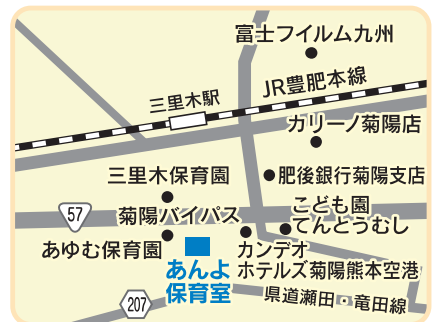 富士フイルム九州
JR豊肥本線
三里木駅
カリーノ菊陽店
三里木保育園
肥後銀行菊陽支店
57
菊陽バイパス
こども園
てんとうむし
あゆむ保育園
あんよ
保育室
カンデオ
ホテルズ菊陽熊本空港
207
県道瀬田・竜田線